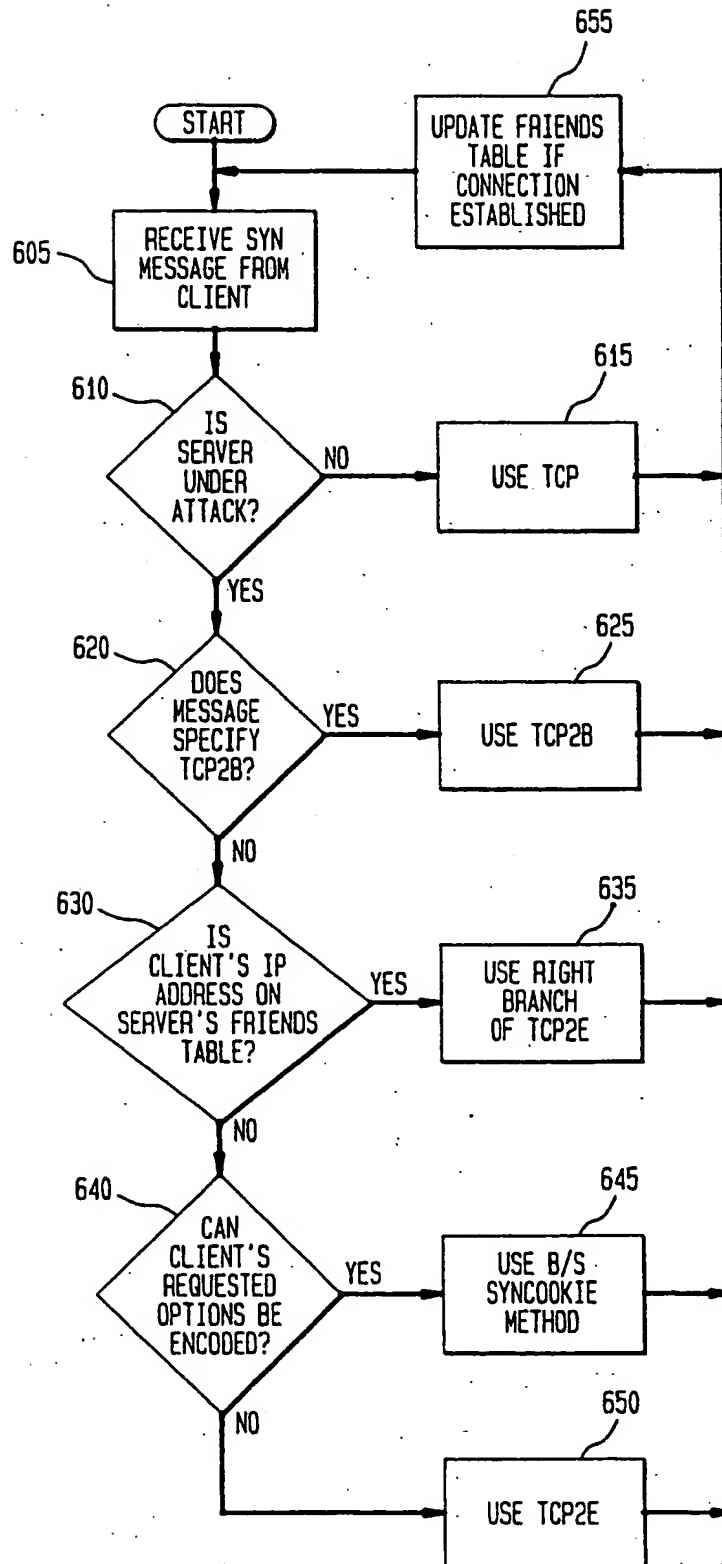 655
START
UPDATE FRIENDS
TABLE IF
CONNECTION
ESTABLISHED
605
RECEIVE SYN
MESSAGE FROM
CLIENT
610
IS
SERVER
UNDER
ATTACK?
NO
615
USE TCP
YES
620
DOES
MESSAGE
SPECIFY
TCP2B?
YES
625
USE TCP2B
NO
630
IS
CLIENT'S IP
ADDRESS ON
SERVER'S FRIENDS
TABLE?
YES
635
USE RIGHT
BRANCH
OF TCP2E
NO
640
CAN
CLIENT'S
REQUESTED
OPTIONS BE
ENCODED?
YES
645
USE B/S
SYNCOOKIE
METHOD
NO
650
USE TCP2E